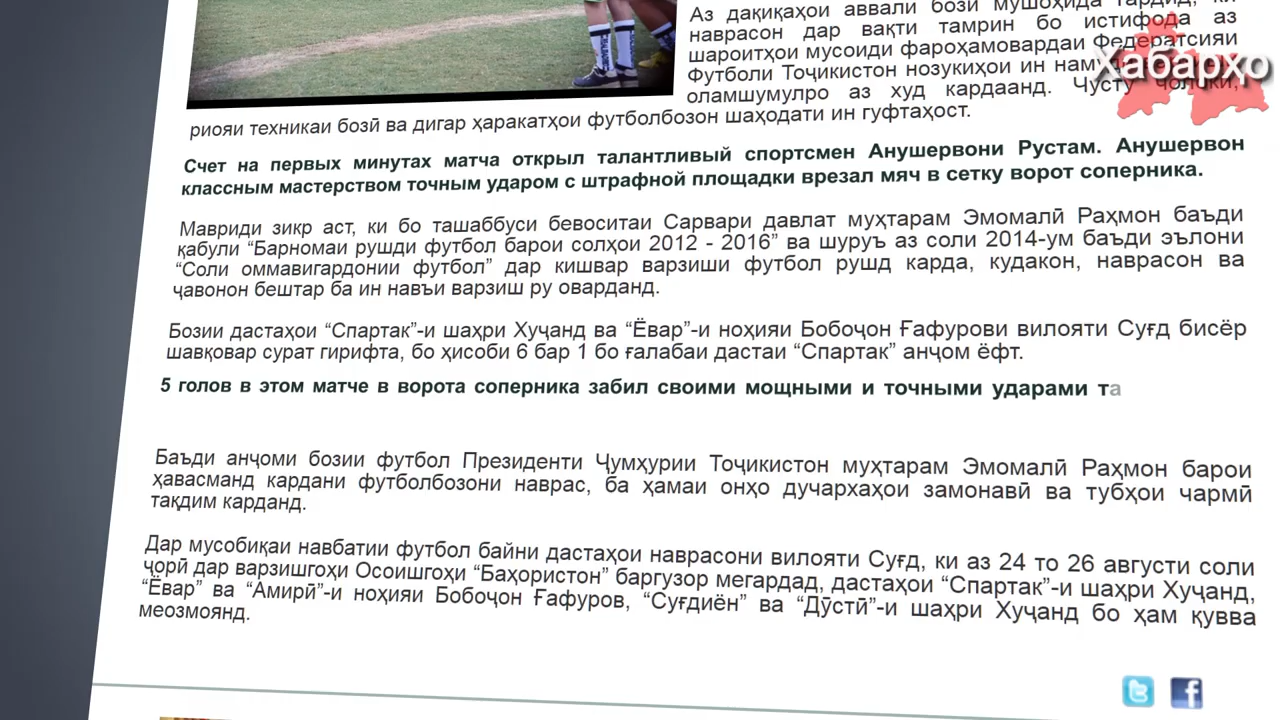 Аз дақиқаҳои аввали бозӣ мушоҳида гардид, ки
наврасон дар вақти тамрин бо истифода аз
шароитҳои мусоиди фароҳамовардаи Федератсияи
Футболи Тоҷикистон нозукиҳои ин
оламшумулро аз худ кардаанд. Чусту чолокӣ,
риояи техникаи бозӣ ва дигар ҳаракатҳои футболбозон шаҳодати ин гуфтаҳост.
Хабарҳо
Счет на первых минутах матча открыл талантливый спортсмен Анушервони Рустам. Анушервон
классным мастерством точным ударом с штрафной площадки врезал мяч в сетку ворот соперника.
Мавриди зикр аст, ки бо ташаббуси бевоситаи Сарвари давлат муҳтарам Эмомалӣ Раҳмон баъди
қабули “Барномаи рушди футбол барои солҳои 2012 - 2016” ва шуруъ аз соли 2014-ум баъди эълони
“Соли оммавигардонии футбол” дар кишвар варзиши футбол рушд карда, кудакон, наврасон ва
ҷавонон бештар ба ин навъи варзиш ру оварданд.
Бозии дастаҳои “Спартак”-и шаҳри Хуҷанд ва “Ёвар”-и ноҳияи Бобоҷон Ғафурови вилояти Суғд бисёр
шавқовар сурат гирифта, бо ҳисоби 6 бар 1 бо ғалабаи дастаи “Спартак” анҷом ёфт.
5 голов в этом матче в ворота соперника забил своими мощными и точными ударами та
Баъди анҷоми бозии футбол Президенти Ҷумҳурии Тоҷикистон муҳтарам Эмомалӣ Раҳмон барои
ҳавасманд кардани футболбозони наврас, ба ҳамаи онҳо дучархаҳои замонавӣ ва тубҳои чармӣ
тақдим карданд.
Дар мусобиқаи навбатии футбол байни дастаҳои наврасони вилояти Суғд, ки аз 24 то 26 августи соли
ҷорӣ дар варзишгоҳи Осоишгоҳи “Баҳористон” баргузор мегардад, дастаҳои “Спартак”-и шаҳри Хуҷанд,
“Ёвар” ва “Амирӣ”-и ноҳияи Бобоҷон Ғафуров, “Суғдиён” ва “Дӯстӣ”-и шаҳри Хуҷанд бо ҳам қувва
меозмоянд.